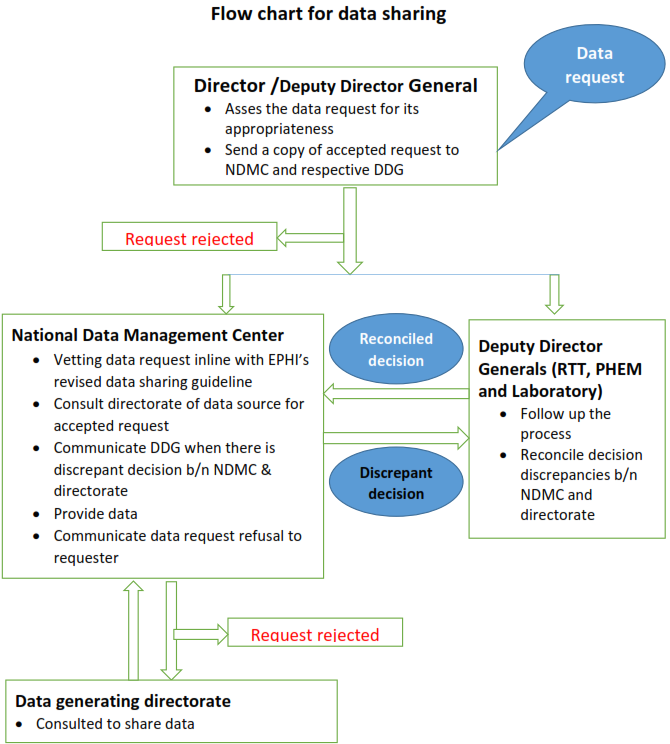 Flow chart for data sharing
Data
request
Director /Deputy Director General
• Asses the data request for its
appropriateness
• Send a copy of accepted request to
NDMC and respective DDG
Request rejected
National Data Management Center
• Vetting data request inline with EPHI’s
revised data sharing guideline
• Consult directorate of data source for
accepted request
• Communicate DDG when there is
discrepant decision b/n NDMC &
directorate
• Provide data
• Communicate data request refusal to
requester
Reconciled
decision
Discrepant
decision
Deputy Director
Generals (RTT, PHEM
and Laboratory)
• Follow up the
process
• Reconcile decision
discrepancies b/n
NDMC and
directorate
Request rejected
Data generating directorate
• Consulted to share data